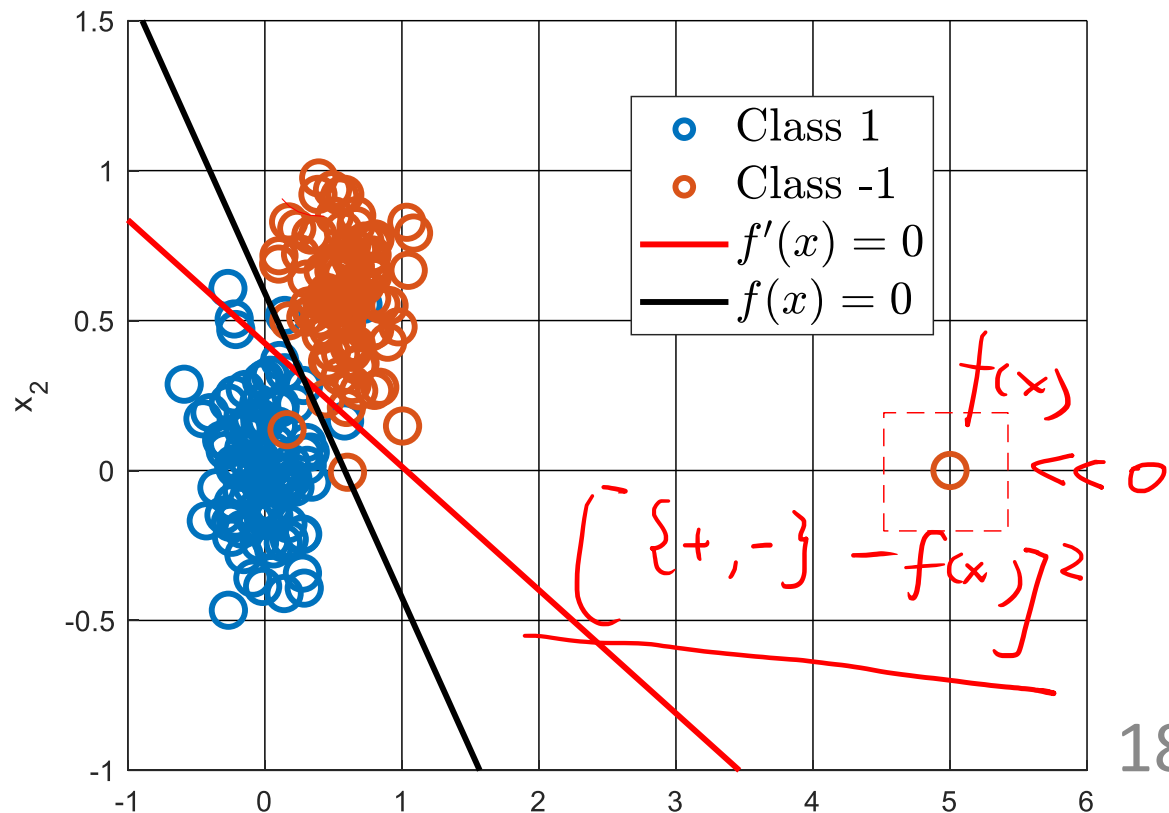 1.5
1
0.5
0
-0.5
-1
x_2
-1 0 1 2 3 4 5 6
Class 1
Class -1
f′(x) = 0
f(x) = 0
f(x)
<< 0
[{+, -} - f(x)]²
18